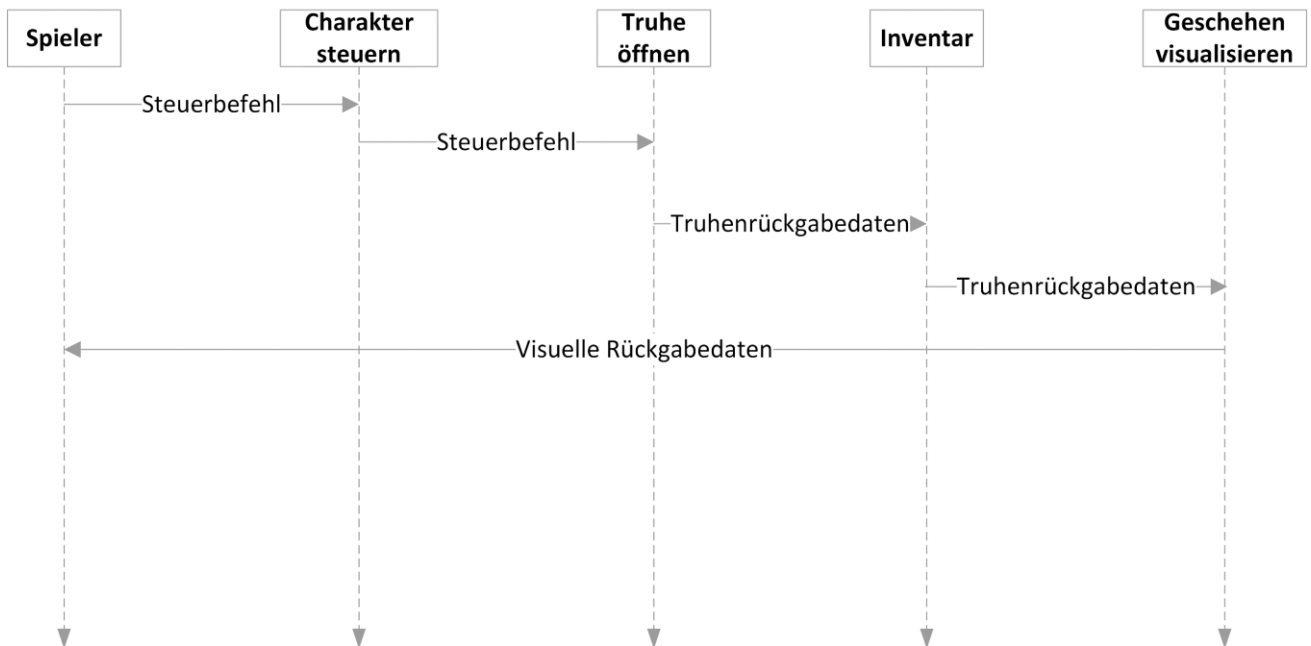 Spieler
Charakter
steuern
Truhe
öffnen
Inventar
Geschehen
visualisieren
Steuerbefehl
Steuerbefehl
Truhenrückgabedaten
Truhenrückgabedaten
Visuelle Rückgabedaten